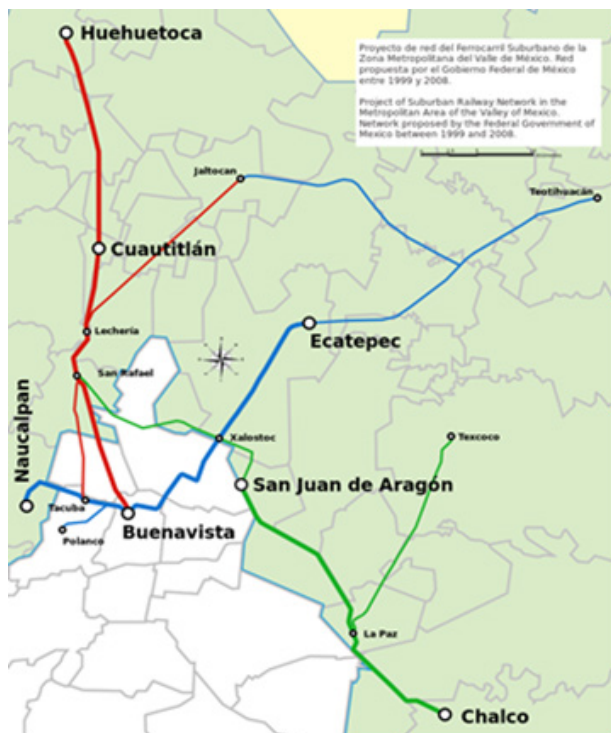 Huehuetoca
Proyecto de red del Ferrocarril Suburbano de la
Zona Metropolitana del Valle de México. Red
propuesta por el Gobierno Federal de México
entre 1999 y 2008.
Project of Suburban Railway Network in the
Metropolitan Area of the Valley of Mexico.
Network proposed by the Federal Government of
Mexico between 1999 and 2008.
Jaltocan
Teotihuacán
Cuautitlán
Lechería
Ecatepec
San Rafael
Xalostoc
Texcoco
Naucalpan
San Juan de Aragón
Tacuba
Buenavista
Polanco
La Paz
Chalco